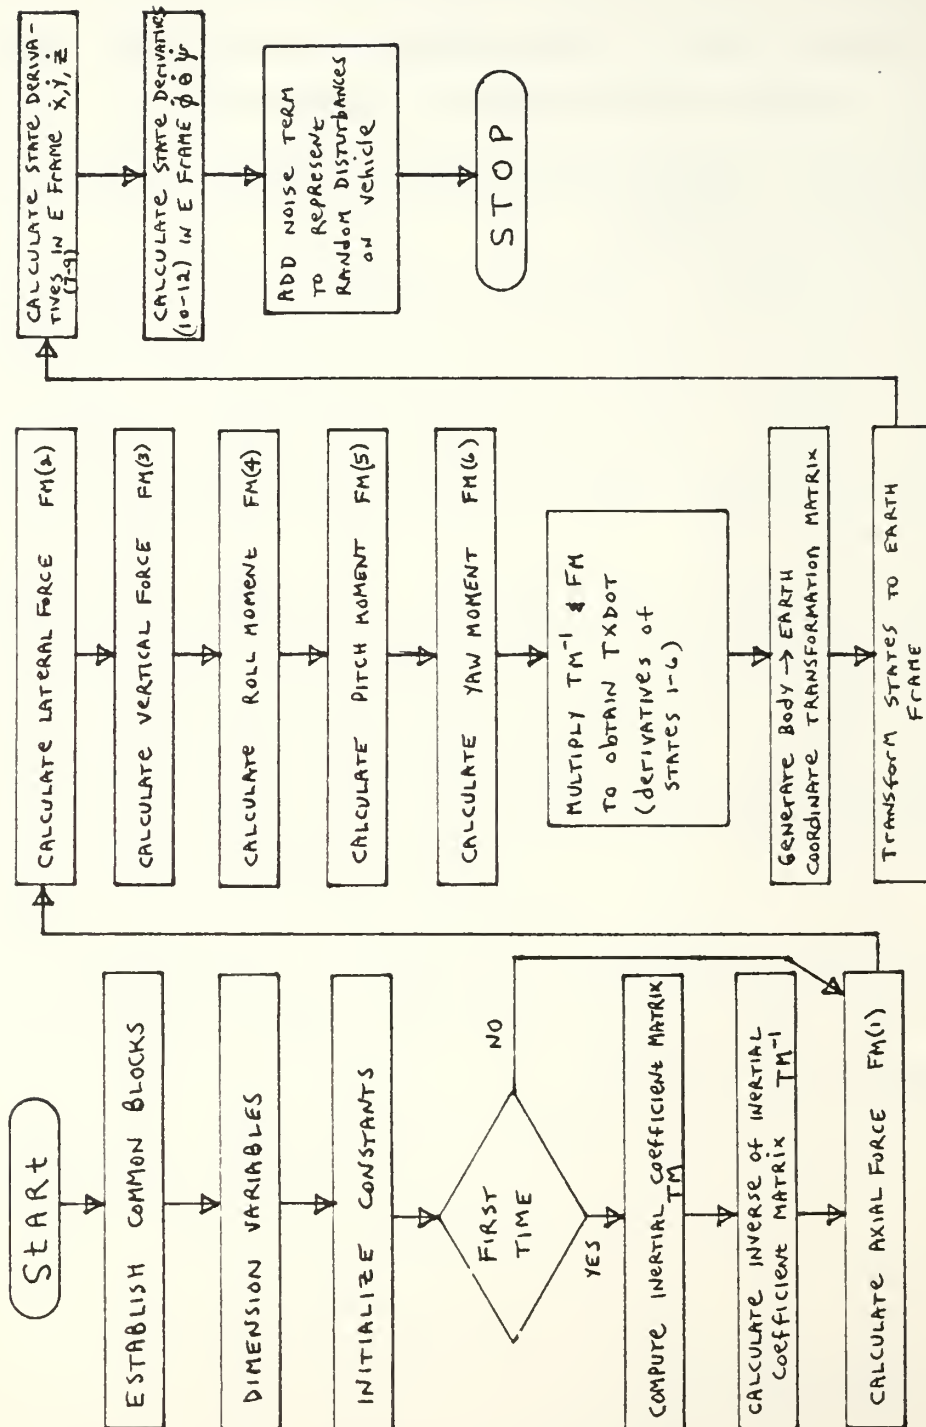 Start
ESTABLISH COMMON BLOCKS
DIMENSION VARIABLES
INITIALIZE CONSTANTS
FIRST
TIME
NO
YES
COMPUTE INERTIAL COEFFICIENT MATRIX
TM
CALCULATE INVERSE OF INERTIAL
COEFFICIENT MATRIX TM⁻¹
CALCULATE AXIAL FORCE FM(1)
CALCULATE LATERAL FORCE FM(2)
CALCULATE VERTICAL FORCE FM(3)
CALCULATE ROLL MOMENT FM(4)
CALCULATE PITCH MOMENT FM(5)
CALCULATE YAW MOMENT FM(6)
MULTIPLY TM⁻¹ & FM
TO OBTAIN TXDOT
(derivatives of
STATES 1-6)
GENERATE BODY → EARTH
COORDINATE TRANSFORMATION MATRIX
TRANSFORM STATES TO EARTH
FRAME
CALCULATE STATE DERIVA-
TIVES IN E FRAME ẋ, ẏ, ż
(7-9)
CALCULATE STATE DERIVATIVES
(10-12) IN E FRAME φ̇ θ̇ ψ̇
ADD NOISE TERM
TO REPRESENT
RANDOM DISTURBANCES
ON VEHICLE
STOP